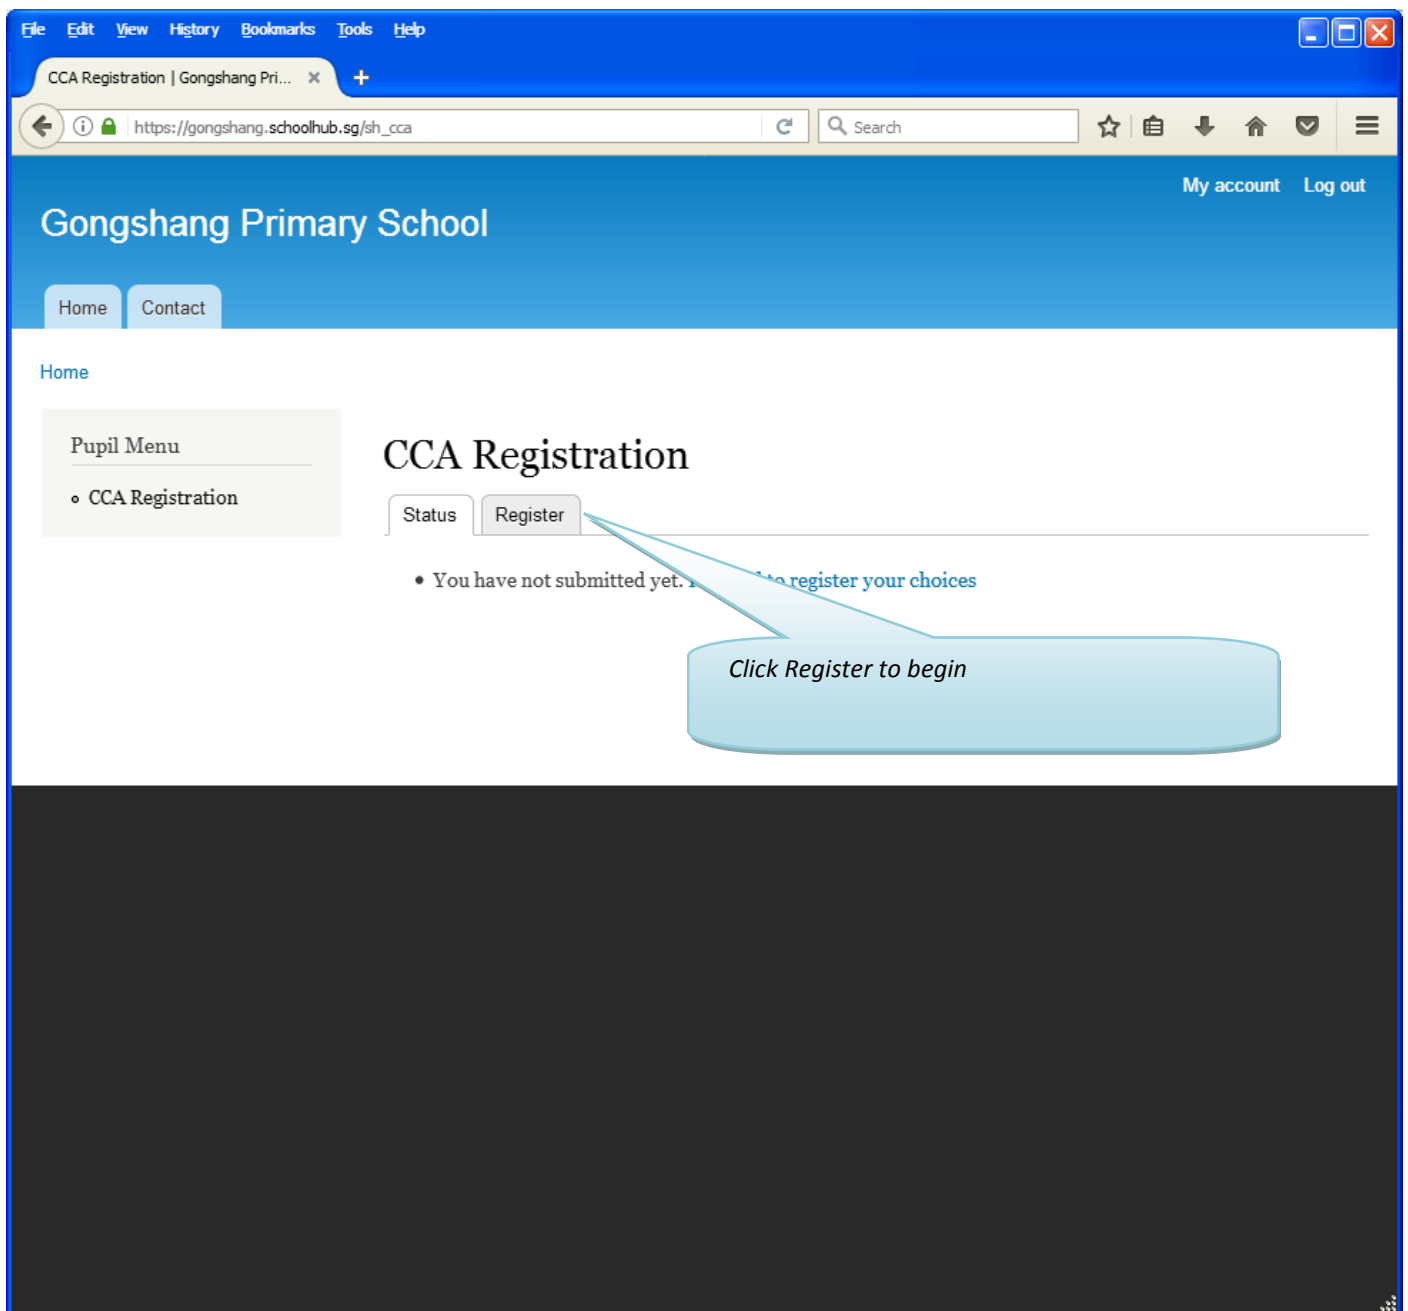 File Edit View History Bookmarks Tools Help
CCA Registration | Gongshang Pri...
https://gongshang.schoolhub.sg/sh_cca
Search
My account Log out
Gongshang Primary School
Home Contact
Home
Pupil Menu
CCA Registration
CCA Registration
Status Register
You have not submitted yet. to register your choices
Click Register to begin